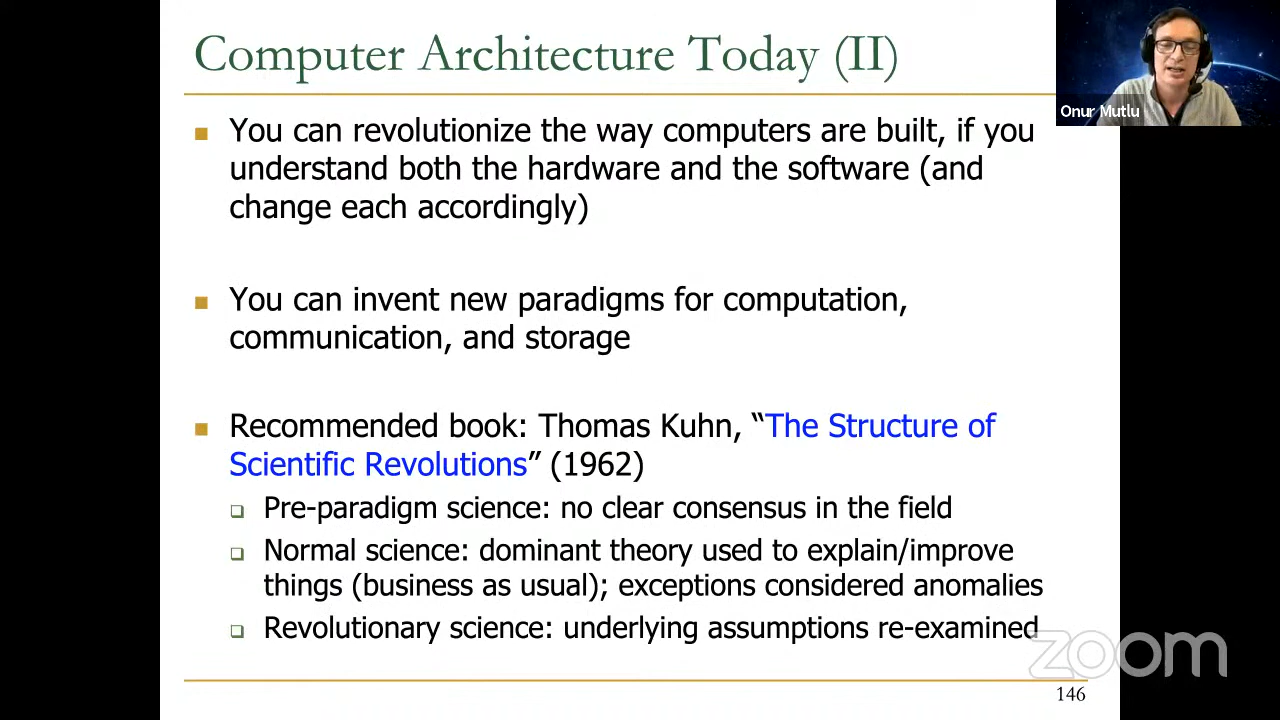 Computer Architecture Today (II)
Onur Mutlu
You can revolutionize the way computers are built, if you
understand both the hardware and the software (and
change each accordingly)
You can invent new paradigms for computation,
communication, and storage
Recommended book: Thomas Kuhn, “The Structure of
Scientific Revolutions” (1962)
Pre-paradigm science: no clear consensus in the field
Normal science: dominant theory used to explain/improve
things (business as usual); exceptions considered anomalies
Revolutionary science: underlying assumptions re-examined
zoom
146